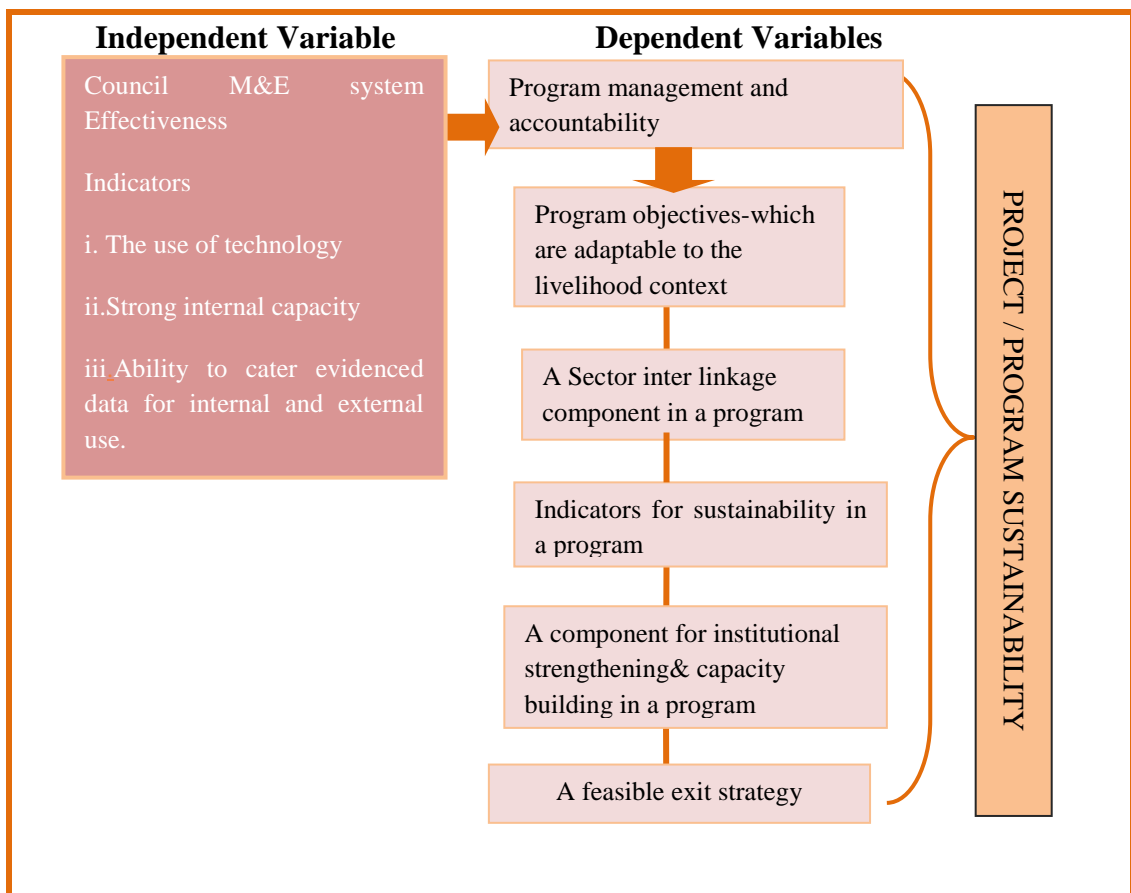 Independent Variable
Council M&E system
Effectiveness
Indicators
i. The use of technology
ii.Strong internal capacity
iii.Ability to cater evidenced
data for internal and external
use.
Dependent Variables
Program management and
accountability
Program objectives-which
are adaptable to the
livelihood context
A Sector inter linkage
component in a program
Indicators for sustainability in
a program
A component for institutional
strengthening& capacity
building in a program
A feasible exit strategy
PROJECT / PROGRAM SUSTAINABILITY